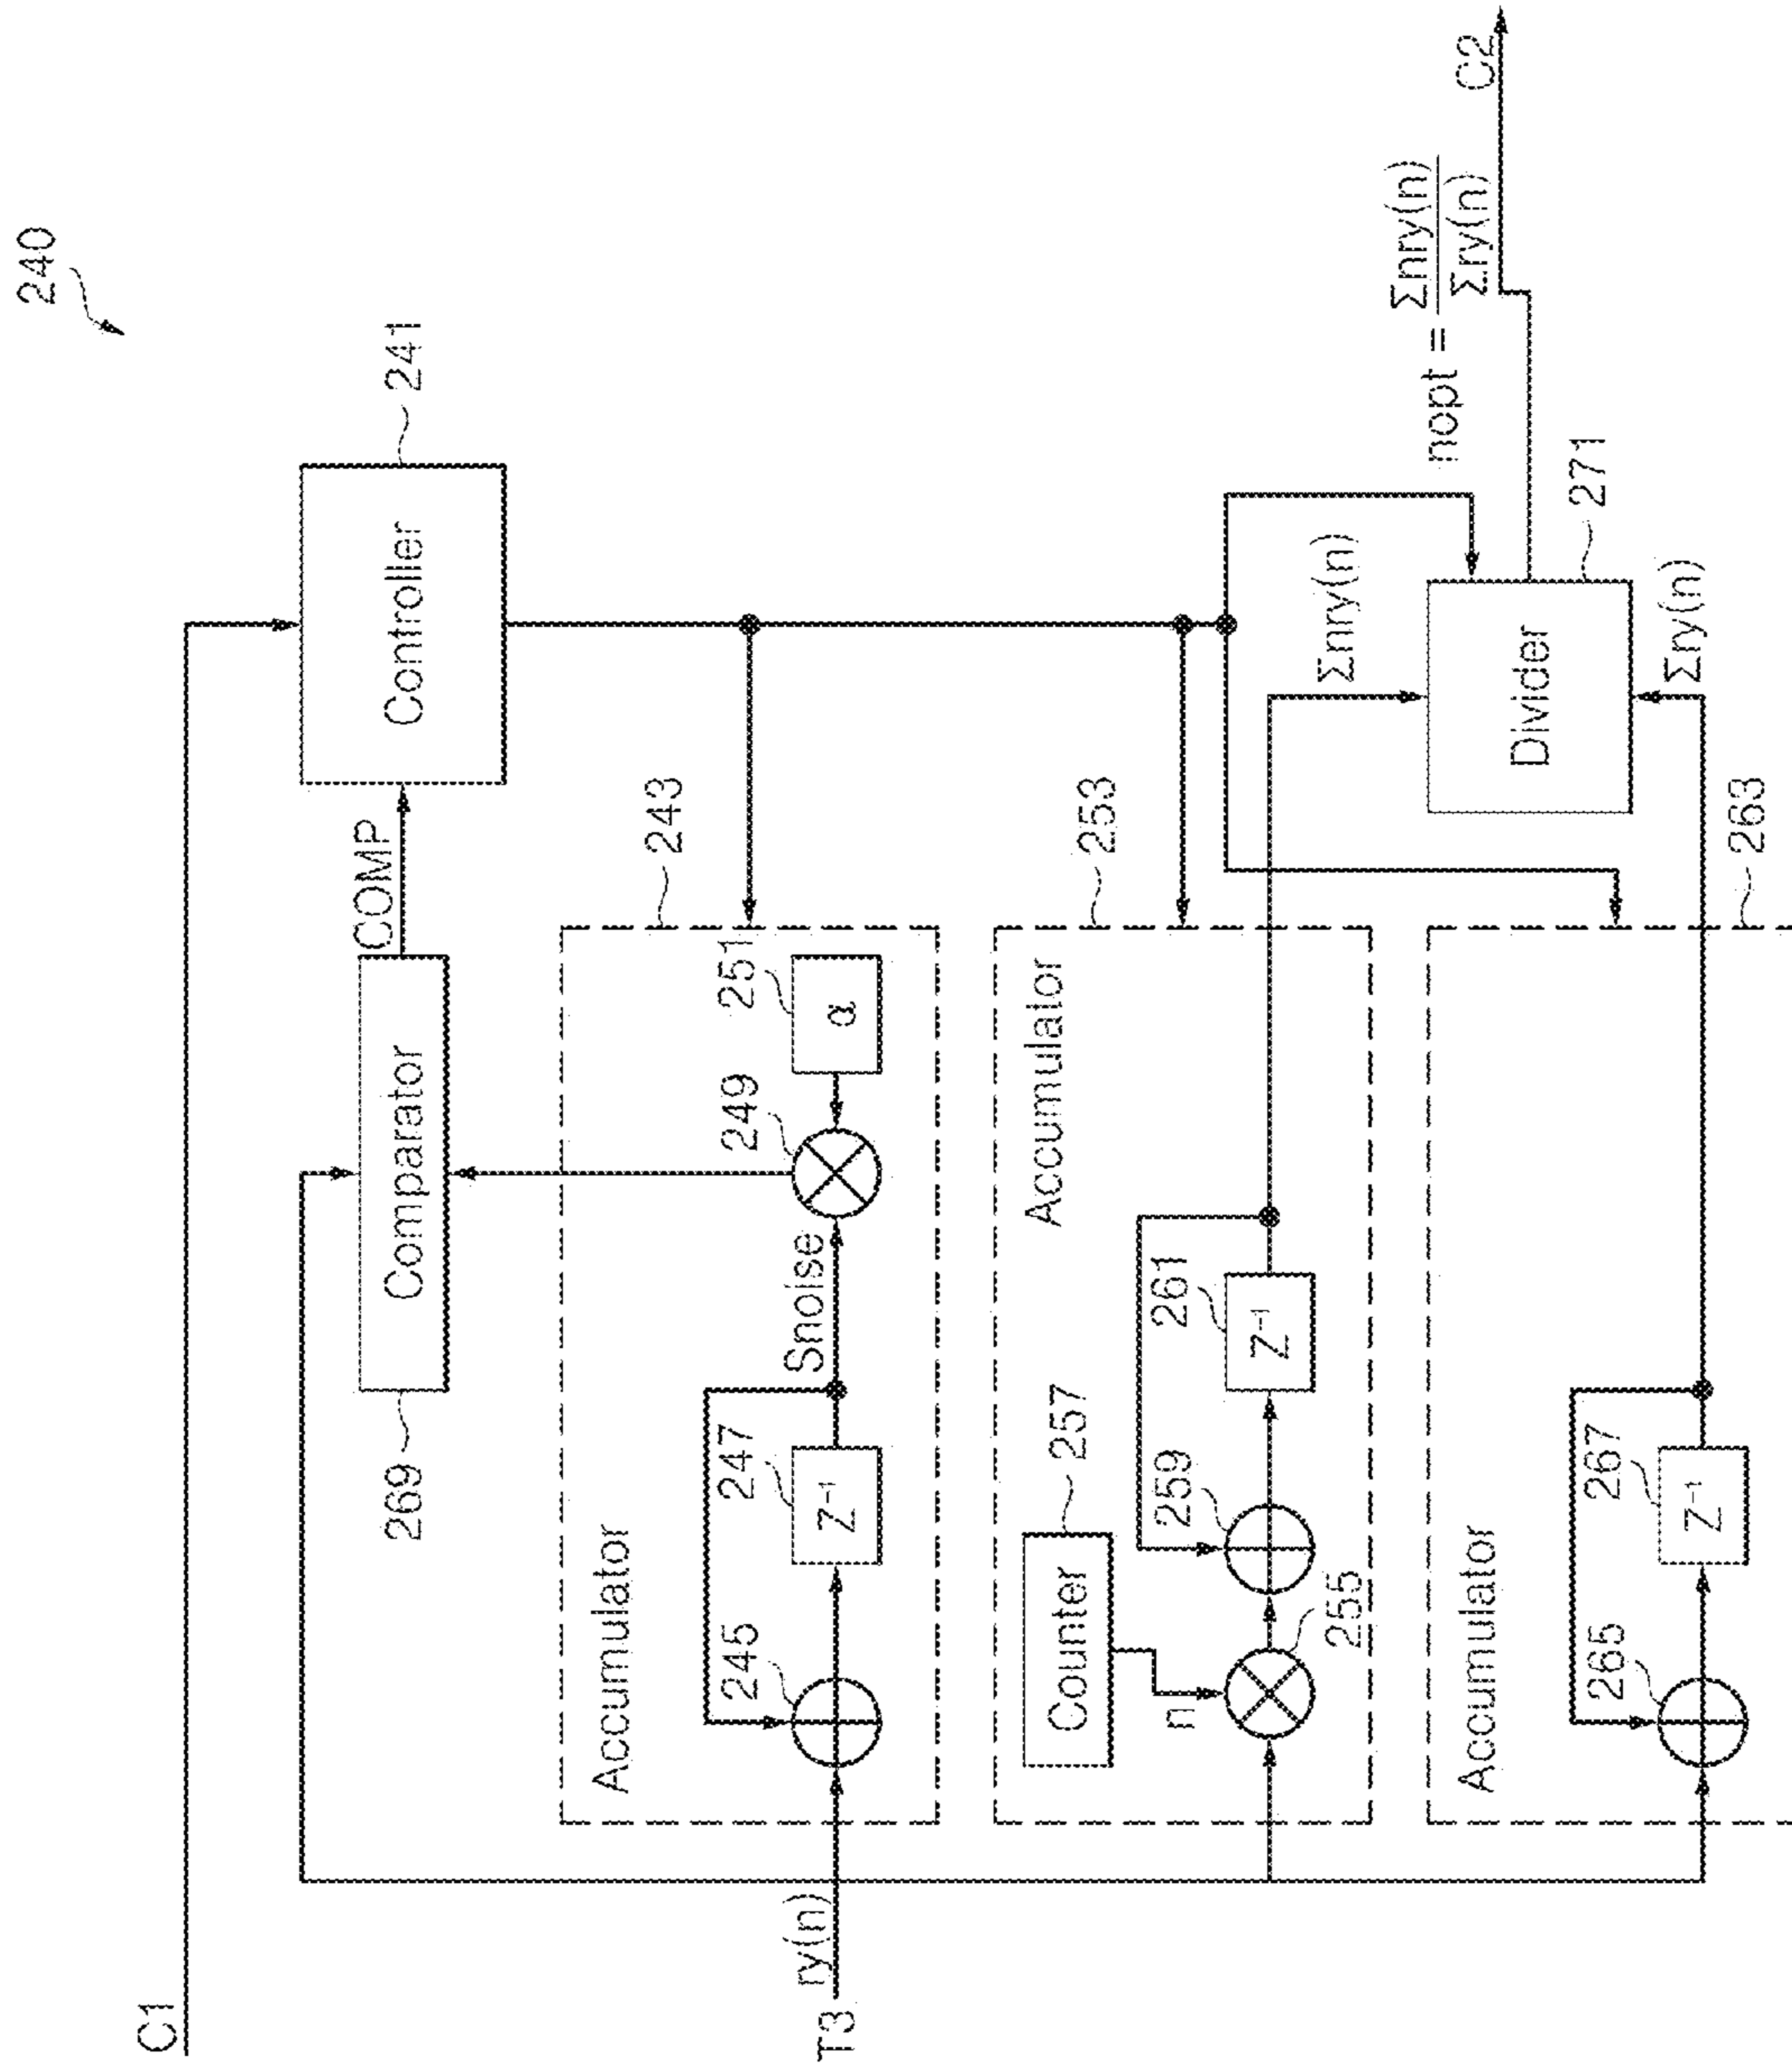 240
C1
241
Controller
COMP
Comparator
269
243
Accumulator
251
α
249
Snoise
247
Z⁻¹
245
T3 ry(n)
253
Accumulator
257
Counter
n
255
259
261
Z⁻¹
Σnry(n)
263
Accumulator
265
267
Z⁻¹
Σry(n)
Divider
271
nopt = Σnry(n)
Σry(n)
C2